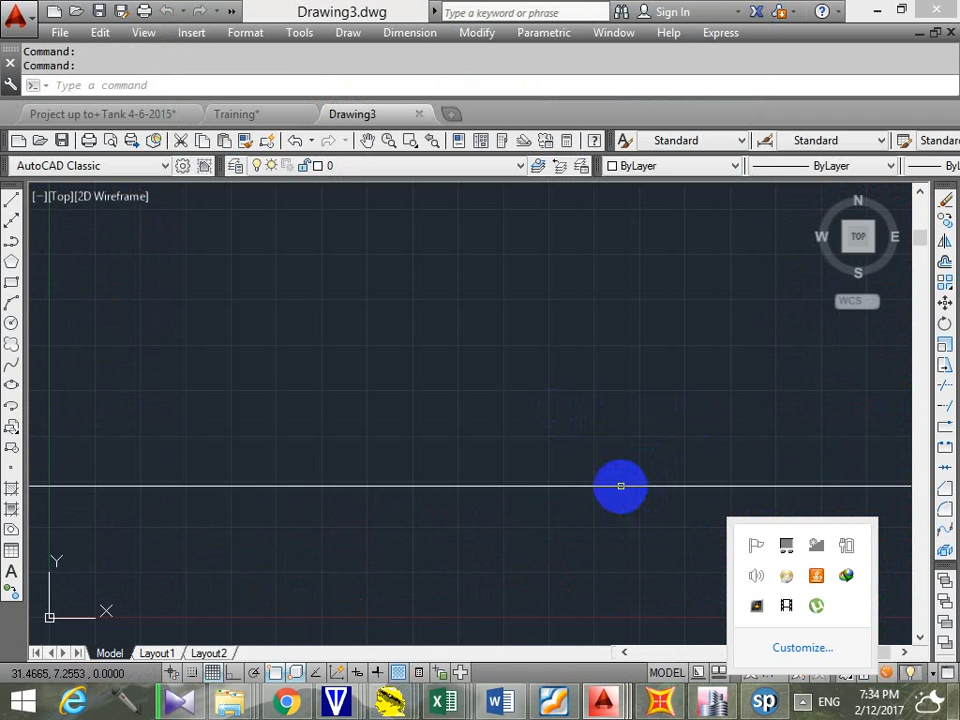 Drawing3.dwg
Type a keyword or phrase
Sign In
File Edit View Insert Format Tools Draw Dimension Modify Parametric Window Help Express
Command:
Command:
Type a command
Project up to+ Tank 4-6-2015*
Training*
Drawing3
Standard
Standard
Standard
AutoCAD Classic
0
ByLayer
ByLayer
ByL
[−][Top][2D Wireframe]
N
W
TOP
E
S
WCS
Y
X
Customize...
Model
Layout1
Layout2
31.4665, 7.2553, 0.0000
MODEL
sp
ENG
7:34 PM
2/12/2017